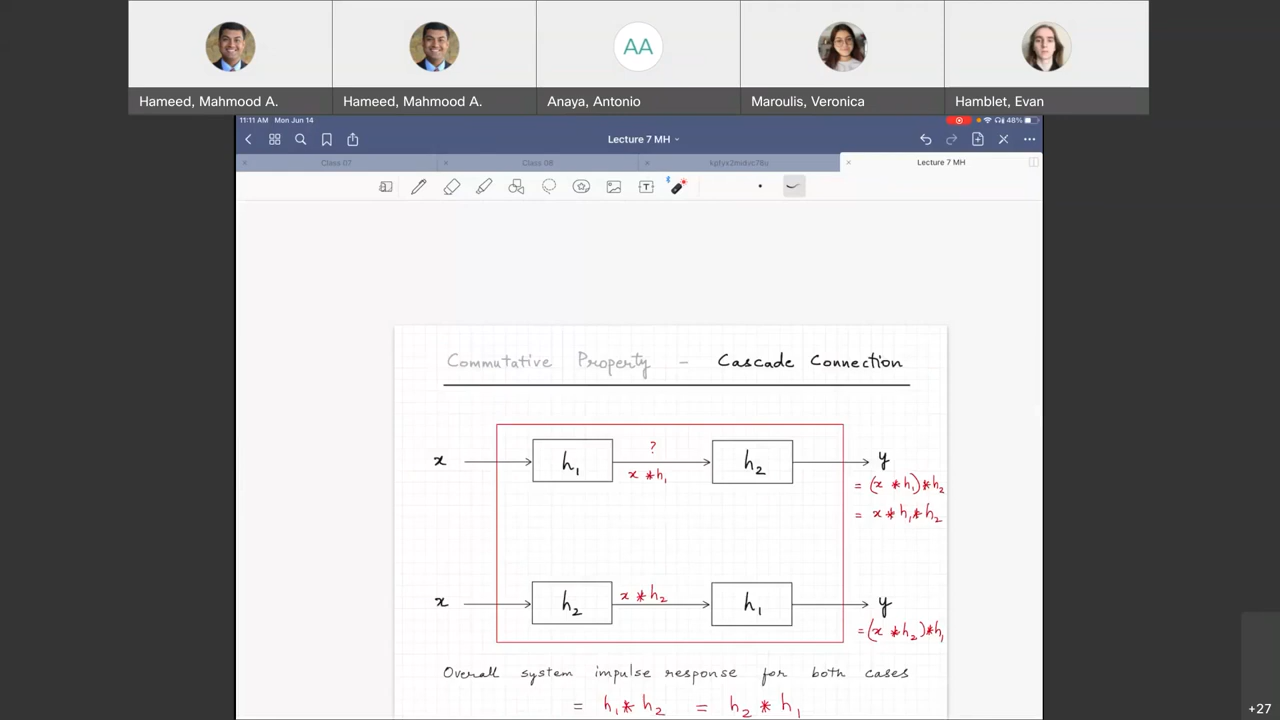 AA
Hameed, Mahmood A.
Hameed, Mahmood A.
Anaya, Antonio
Maroulis, Veronica
Hamblet, Evan
11:11 AM Mon Jun 14
48%
Lecture 7 MH
Class 07
Class 08
Lecture 7 MH
T
Commutative Property - Cascade Connection
?
x h₁ h₂ y
x * h₁
= (x * h₁) * h₂
= x * h₁ * h₂
x * h₂
x h₂ h₁ y
= (x * h₂) * h₁
Overall system impulse response for both cases
= h₁ * h₂ = h₂ * h₁
+27